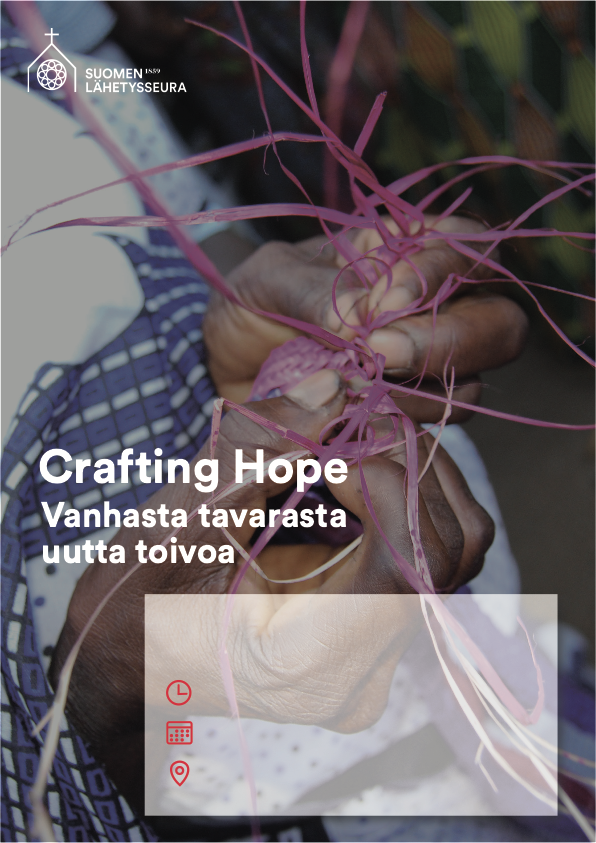 SUOMEN 1859
LÄHETYSSEURA
Crafting Hope
Vanhasta tavarasta
uutta toivoa